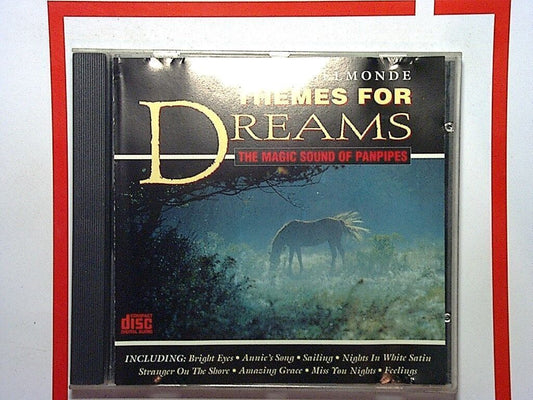 THEMES FOR
DREAMS
THE MAGIC SOUND OF PANPIPES
COMPACT
disc
DIGITAL AUDIO
INCLUDING: Bright Eyes • Annie's Song • Sailing • Nights In White Satin
Stranger On The Shore • Amazing Grace • Miss You Nights • Feelings